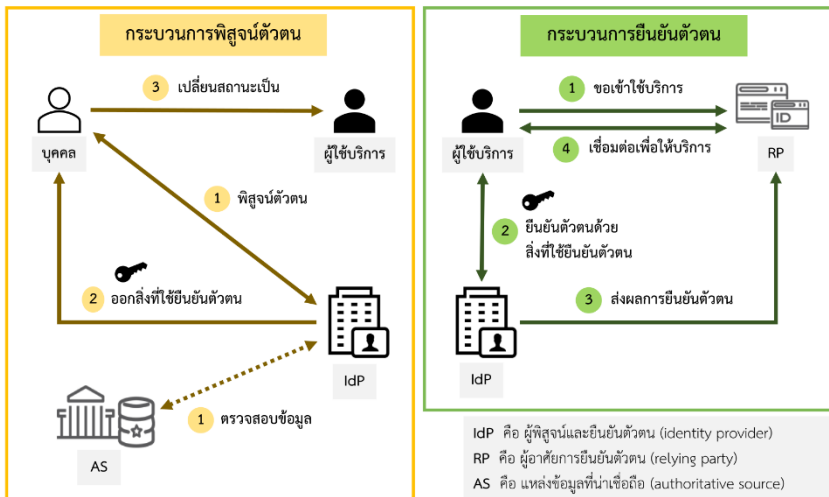 กระบวนการพิสูจน์ตัวตน
3 เปลี่ยนสถานะเป็น
บุคคล
ผู้ใช้บริการ
1 พิสูจน์ตัวตน
2 ออกสิ่งที่ใช้ยืนยันตัวตน
IdP
1 ตรวจสอบข้อมูล
AS
กระบวนการยืนยันตัวตน
1 ขอเข้าใช้บริการ
ID
4 เชื่อมต่อเพื่อให้บริการ
ผู้ใช้บริการ
RP
2 ยืนยันตัวตนด้วย
สิ่งที่ใช้ยืนยันตัวตน
3 ส่งผลการยืนยันตัวตน
IdP
IdP คือ ผู้พิสูจน์และยืนยันตัวตน (identity provider)
RP คือ ผู้อาศัยการยืนยันตัวตน (relying party)
AS คือ แหล่งข้อมูลที่น่าเชื่อถือ (authoritative source)